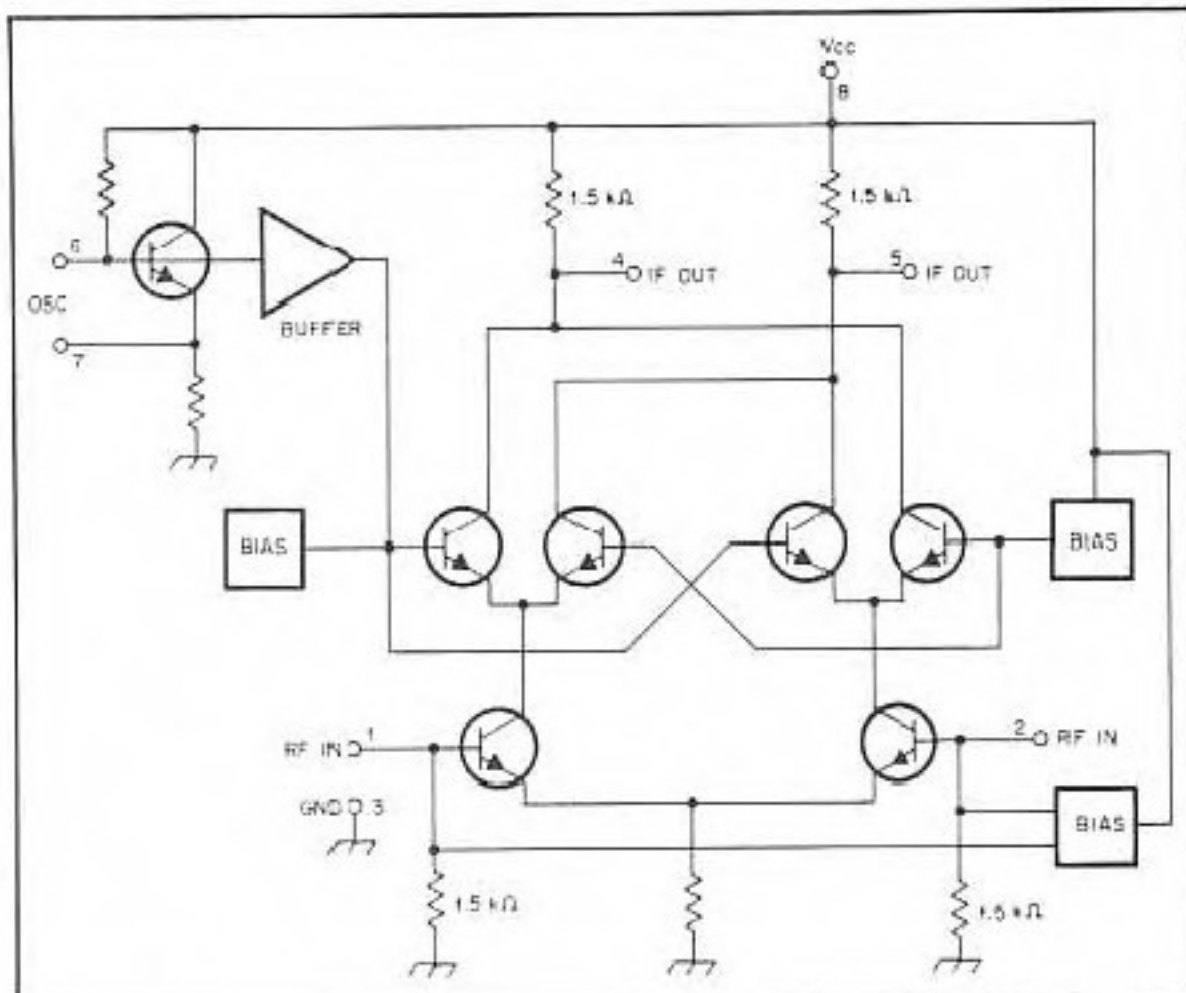 Vcc
8
1.5 kΩ
1.5 kΩ
6
4 IF OUT
5 IF OUT
OSC
BUFFER
7
BIAS
BIAS
RF IN 1
2 RF IN
GND 3
BIAS
1.5 kΩ
1.5 kΩ